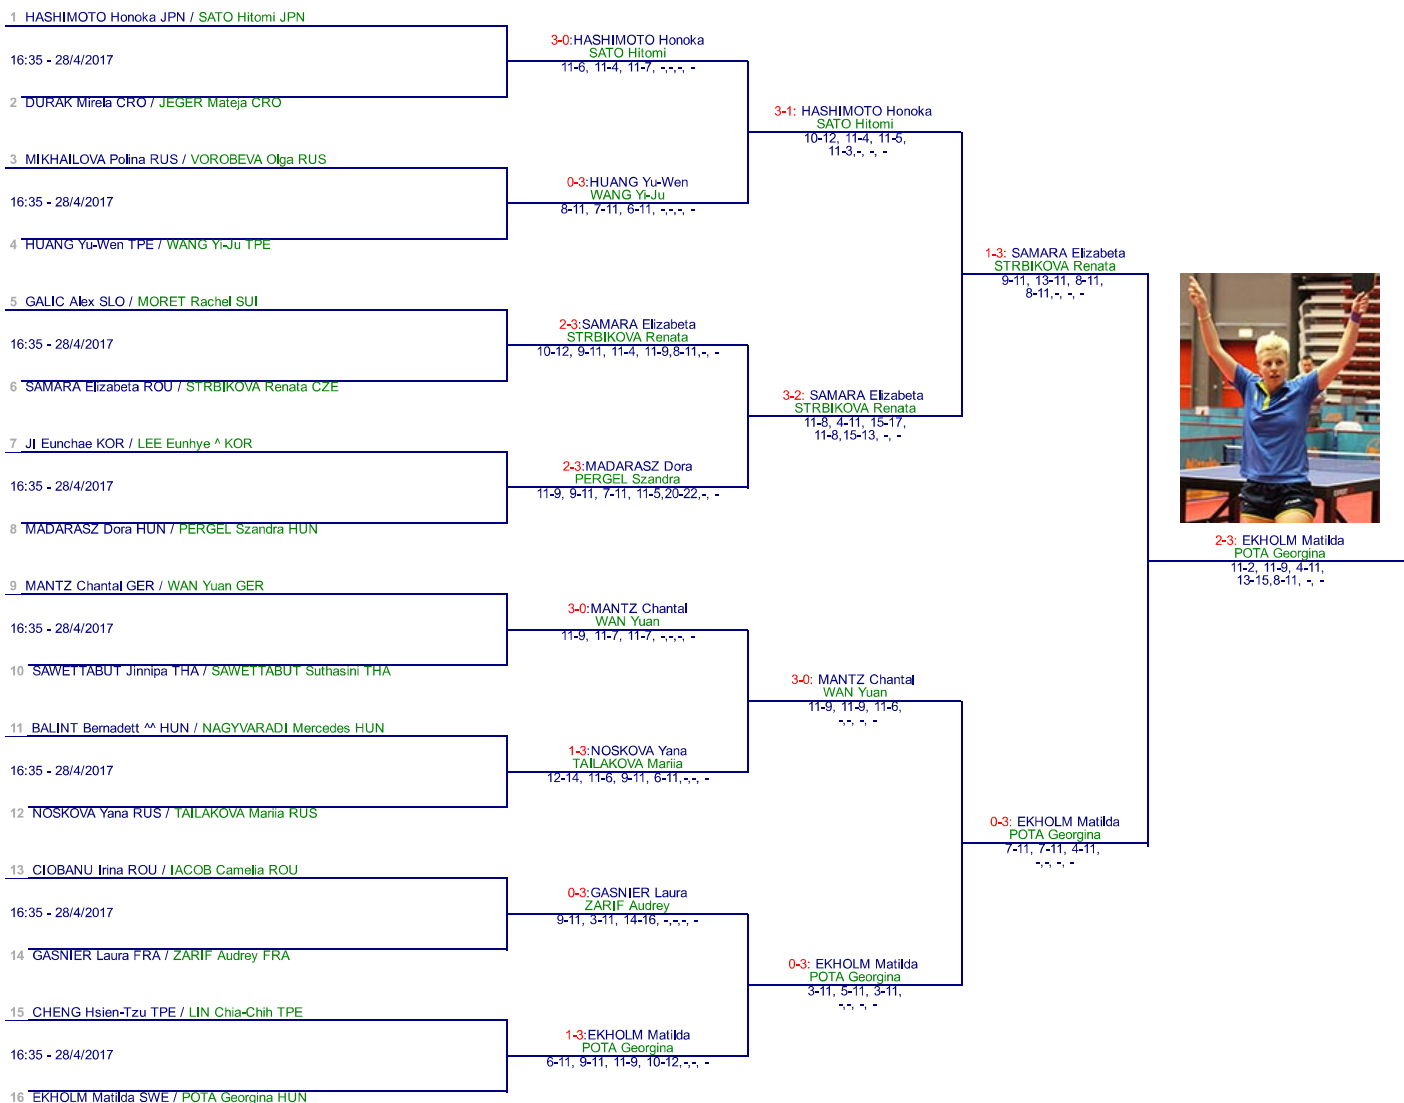 1 HASHIMOTO Honoka JPN / SATO Hitomi JPN
16:35 - 28/4/2017
2 DURAK Mirela CRO / JEGER Mateja CRO
3 MIKHAILOVA Polina RUS / VOROBEVA Olga RUS
16:35 - 28/4/2017
4 HUANG Yu-Wen TPE / WANG Yi-Ju TPE
5 GALIC Alex SLO / MORET Rachel SUI
16:35 - 28/4/2017
6 SAMARA Elizabeta ROU / STRBIKOVA Renata CZE
7 JI Eunchae KOR / LEE Eunhye ^ KOR
16:35 - 28/4/2017
8 MADARASZ Dora HUN / PERGEL Szandra HUN
9 MANTZ Chantal GER / WAN Yuan GER
16:35 - 28/4/2017
10 SAWETTABUT Jinnipa THA / SAWETTABUT Suthasini THA
11 BALINT Bernadett ^^ HUN / NAGYVARADI Mercedes HUN
16:35 - 28/4/2017
12 NOSKOVA Yana RUS / TAILAKOVA Mariia RUS
13 CIOBANU Irina ROU / IACOB Camelia ROU
16:35 - 28/4/2017
14 GASNIER Laura FRA / ZARIF Audrey FRA
15 CHENG Hsien-Tzu TPE / LIN Chia-Chih TPE
16:35 - 28/4/2017
16 EKHOLM Matilda SWE / POTA Georgina HUN
3-0:HASHIMOTO Honoka
SATO Hitomi
11-6, 11-4, 11-7, -,-,-, -
0-3:HUANG Yu-Wen
WANG Yi-Ju
8-11, 7-11, 6-11, -,-,-, -
2-3:SAMARA Elizabeta
STRBIKOVA Renata
10-12, 9-11, 11-4, 11-9,8-11,-, -
2-3:MADARASZ Dora
PERGEL Szandra
11-9, 9-11, 7-11, 11-5,20-22,-, -
3-0:MANTZ Chantal
WAN Yuan
11-9, 11-7, 11-7, -,-,-, -
1-3:NOSKOVA Yana
TAILAKOVA Mariia
12-14, 11-6, 9-11, 6-11,-,-, -
0-3:GASNIER Laura
ZARIF Audrey
9-11, 3-11, 14-16, -,-,-, -
1-3:EKHOLM Matilda
POTA Georgina
6-11, 9-11, 11-9, 10-12,-,-, -
3-1: HASHIMOTO Honoka
SATO Hitomi
10-12, 11-4, 11-5,
11-3,-, -, -
3-2: SAMARA Elizabeta
STRBIKOVA Renata
11-8, 4-11, 15-17,
11-8,15-13, -, -
3-0: MANTZ Chantal
WAN Yuan
11-9, 11-9, 11-6,
-,-, -, -
0-3: EKHOLM Matilda
POTA Georgina
3-11, 5-11, 3-11,
-,-, -, -
1-3: SAMARA Elizabeta
STRBIKOVA Renata
9-11, 13-11, 8-11,
8-11,-, -, -
0-3: EKHOLM Matilda
POTA Georgina
7-11, 7-11, 4-11,
-,-, -, -
2-3: EKHOLM Matilda
POTA Georgina
11-2, 11-9, 4-11,
13-15,8-11, -, -